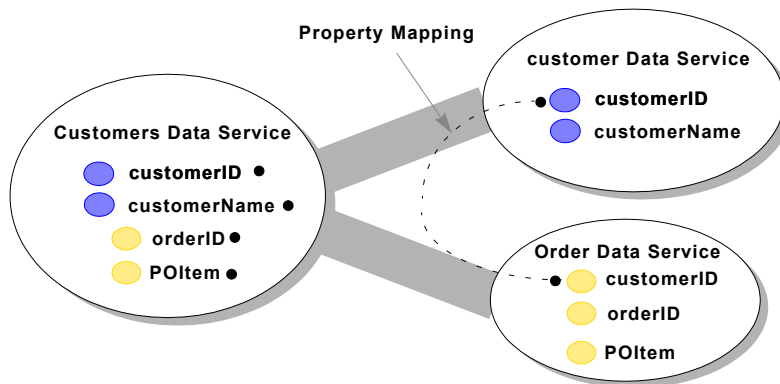 Property Mapping
customer Data Service
customerID
customerName
Customers Data Service
customerID
customerName
orderID
POItem
Order Data Service
customerID
orderID
POItem